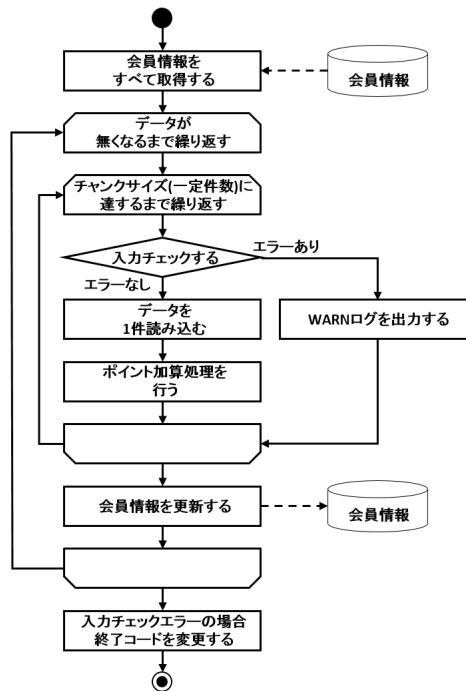 会員情報を
すべて取得する
会員情報
データが
無くなるまで繰り返す
チャンクサイズ(一定件数)に
達するまで繰り返す
入力チェックする
エラーあり
エラーなし
データを
1件読み込む
WARNログを出力する
ポイント加算処理を
行う
会員情報を更新する
会員情報
入力チェックエラーの場合
終了コードを変更する